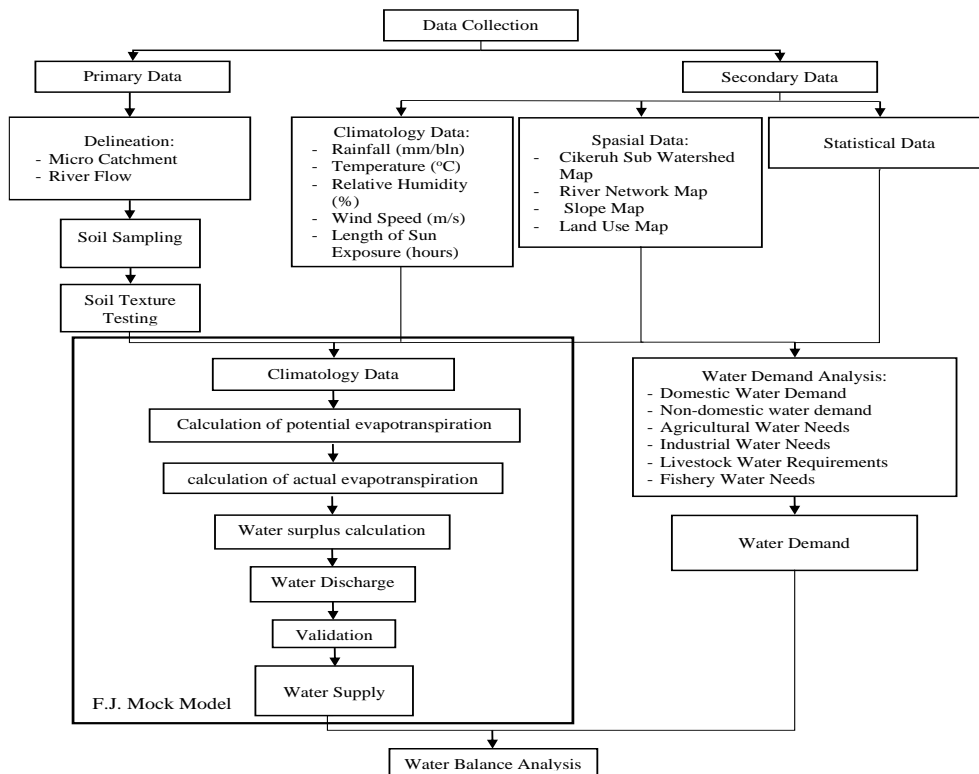 Data Collection
Primary Data
Secondary Data
Delineation:
- Micro Catchment
- River Flow
Climatology Data:
- Rainfall (mm/bln)
- Temperature (°C)
- Relative Humidity
(%)
- Wind Speed (m/s)
- Length of Sun
Exposure (hours)
Spasial Data:
- Cikeruh Sub Watershed
Map
- River Network Map
- Slope Map
- Land Use Map
Statistical Data
Soil Sampling
Soil Texture
Testing
Climatology Data
Calculation of potential evapotranspiration
calculation of actual evapotranspiration
Water surplus calculation
Water Discharge
Validation
Water Supply
F.J. Mock Model
Water Demand Analysis:
- Domestic Water Demand
- Non-domestic water demand
- Agricultural Water Needs
- Industrial Water Needs
- Livestock Water Requirements
- Fishery Water Needs
Water Demand
Water Balance Analysis